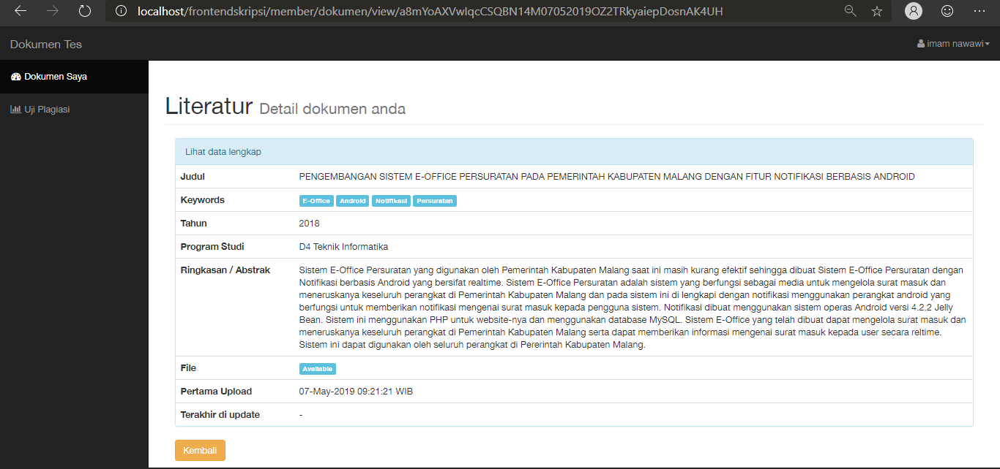 localhost/frontendskripsi/member/dokumen/view/a8mYoAXVwIqcCSQBN14M07052019OZ2TRkyaiepDosnAK4UH
Dokumen Tes
imam nawawi
Dokumen Saya
Uji Plagiasi
Literatur Detail dokumen anda
Lihat data lengkap
Judul PENGEMBANGAN SISTEM E-OFFICE PERSURATAN PADA PEMERINTAH KABUPATEN MALANG DENGAN FITUR NOTIFIKASI BERBASIS ANDROID
Keywords E-Office Android Notifikasi Persuratan
Tahun 2018
Program Studi D4 Teknik Informatika
Ringkasan / Abstrak Sistem E-Office Persuratan yang digunakan oleh Pemerintah Kabupaten Malang saat ini masih kurang efektif sehingga dibuat Sistem E-Office Persuratan dengan
Notifikasi berbasis Android yang bersifat realtime. Sistem E-Office Persuratan adalah sistem yang berfungsi sebagai media untuk mengelola surat masuk dan
meneruskanya keseluruh perangkat di Pemerintah Kabupaten Malang dan pada sistem ini di lengkapi dengan notifikasi menggunakan perangkat android yang
berfungsi untuk memberikan notifikasi mengenai surat masuk kepada pengguna sistem. Notifikasi dibuat menggunakan sistem operas Android versi 4.2.2 Jelly
Bean. Sistem ini menggunakan PHP untuk website-nya dan menggunakan database MySQL. Sistem E-Office yang telah dibuat dapat mengelola surat masuk dan
meneruskanya keseluruh perangkat di Pemerintah Kabupaten Malang serta dapat memberikan informasi mengenai surat masuk kepada user secara reltime.
Sistem ini dapat digunakan oleh seluruh perangkat di Pererintah Kabupaten Malang.
File Available
Pertama Upload 07-May-2019 09:21:21 WIB
Terakhir di update -
Kembali